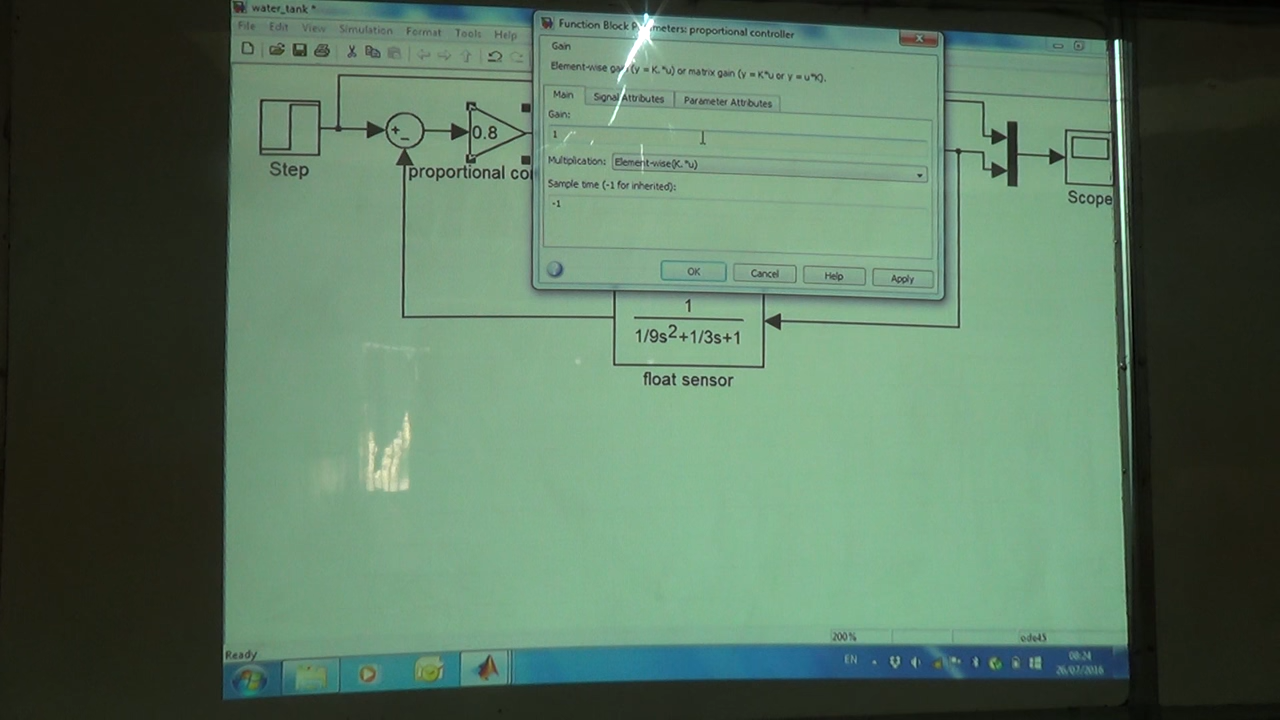 water_tank *
File Edit View Simulation Format Tools Help
Function Block Parameters: proportional controller
Gain
Element-wise gain (y = K.*u) or matrix gain (y = K*u or y = u*K).
Main Signal Attributes Parameter Attributes
Gain:
1
Multiplication: Element-wise(K.*u)
Sample time (-1 for inherited):
-1
OK Cancel Help Apply
Step
+
-
0.8
proportional co
Scope
1
1/9s2+1/3s+1
float sensor
Ready
200%
ode45
EN
08:24
26/07/2016